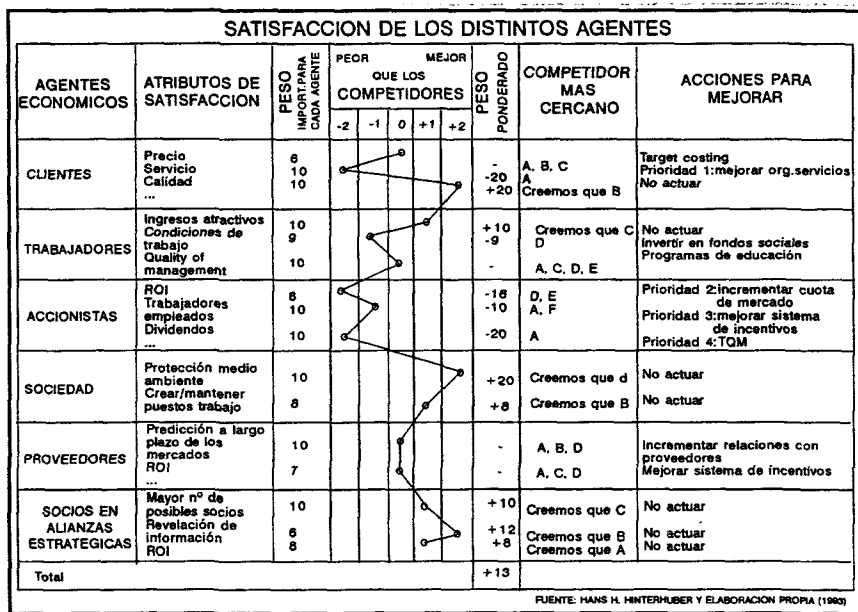 SATISFACCION DE LOS DISTINTOS AGENTES
AGENTES ECONOMICOS
ATRIBUTOS DE SATISFACCION
PESO
IMPORT.PARA CADA AGENTE
PEOR MEJOR
QUE LOS
COMPETIDORES
-2 -1 0 +1 +2
PESO
PONDERADO
COMPETIDOR MAS CERCANO
ACCIONES PARA MEJORAR
CLIENTES
Precio 6 - A, B, C Target costing
Servicio 10 -20 A Prioridad 1:mejorar org.servicios
Calidad 10 +20 Creemos que B No actuar
...
TRABAJADORES
Ingresos atractivos 10 +10 Creemos que C No actuar
Condiciones de trabajo 9 -9 D Invertir en fondos sociales
Quality of management 10 - A, C, D, E Programas de educación
ACCIONISTAS
ROI 8 -16 D, E Prioridad 2:incrementar cuota de mercado
Trabajadores empleados 10 -10 A, F Prioridad 3:mejorar sistema de incentivos
Dividendos 10 -20 A Prioridad 4:TQM
...
SOCIEDAD
Protección medio ambiente 10 +20 Creemos que d No actuar
Crear/mantener puestos trabajo 8 +8 Creemos que B No actuar
PROVEEDORES
Predicción a largo plazo de los mercados 10 - A, B, D Incrementar relaciones con proveedores
ROI 7 - A, C, D Mejorar sistema de incentivos
...
SOCIOS EN ALIANZAS ESTRATEGICAS
Mayor nº de posibles socios 10 +10 Creemos que C No actuar
Revelación de información 6 +12 Creemos que B No actuar
ROI 8 +8 Creemos que A No actuar
Total +13
FUENTE: HANS H. HINTERHUBER Y ELABORACION PROPIA (1993)